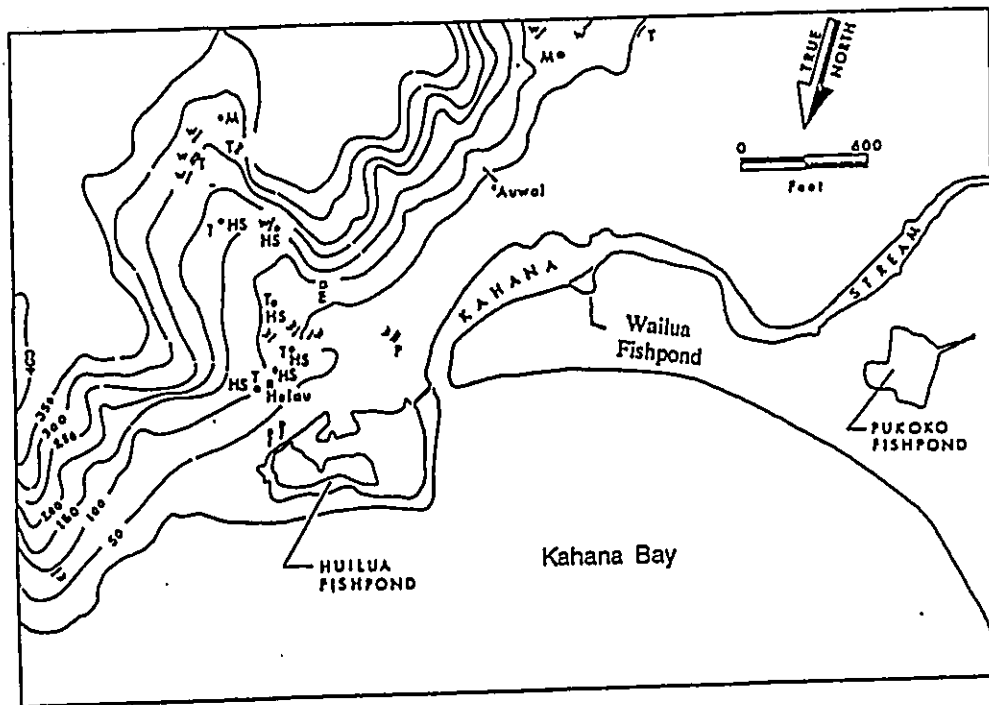 TRUE NORTH
0 600
Feet
M
T
M
T
HS
HS
Auwai
KAHANA
STREAM
Wailua
Fishpond
T
HS
T
HS
HS
HS
T
Heiau
PUKOKO
FISHPOND
400
350
300
250
200
150
100
50
HUILUA
FISHPOND
Kahana Bay